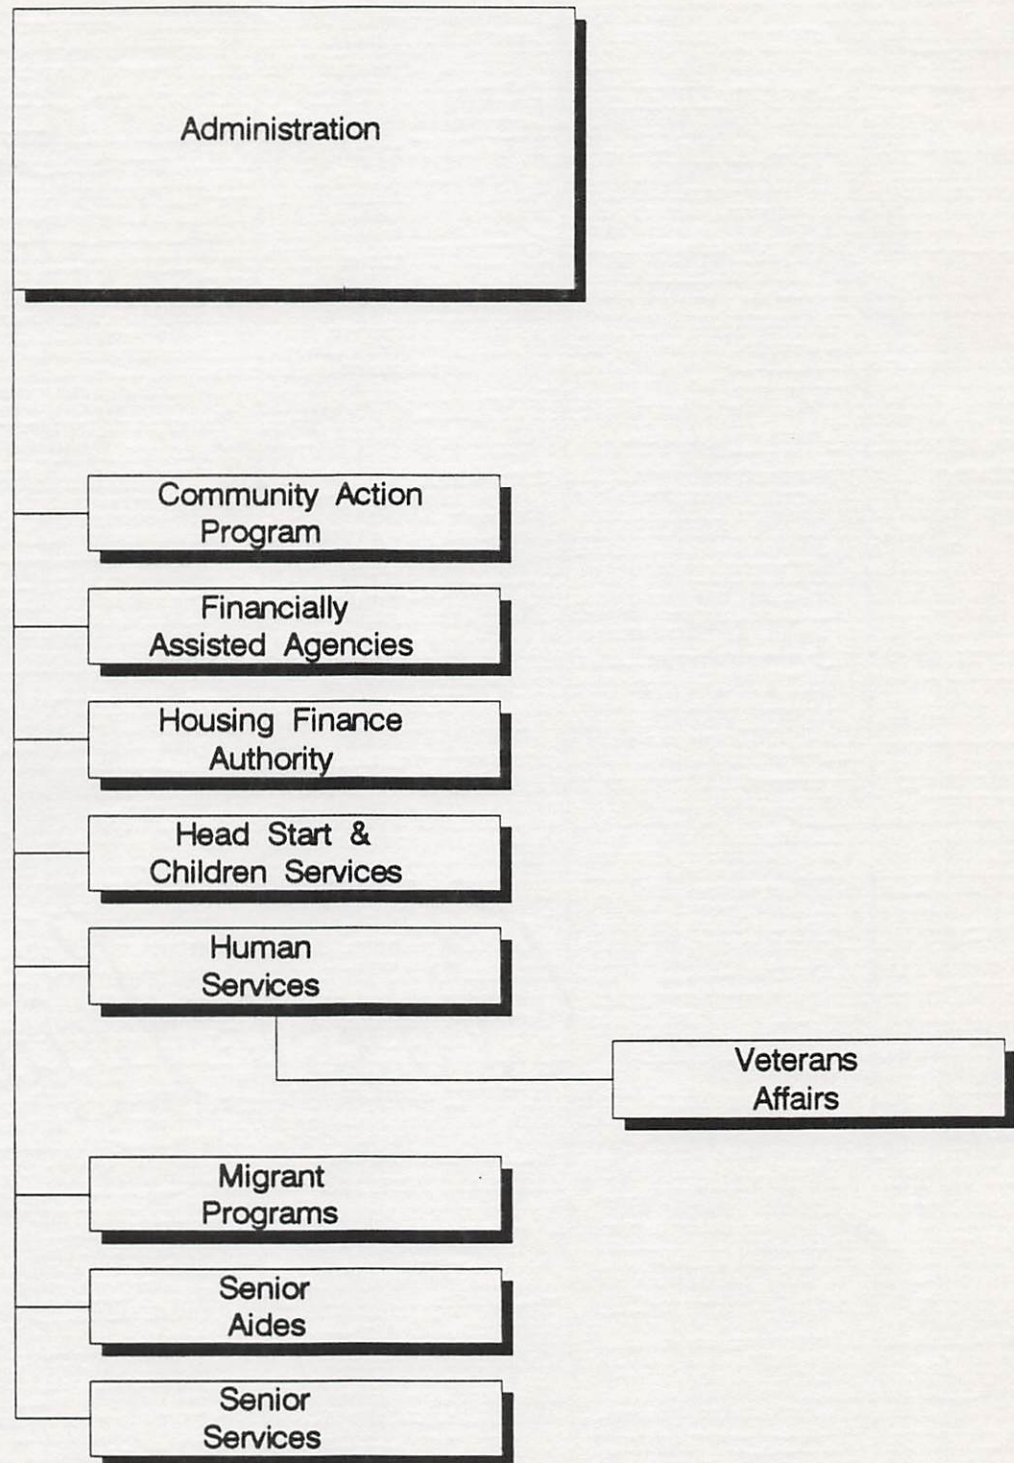 Administration
Community Action
Program
Financially
Assisted Agencies
Housing Finance
Authority
Head Start &
Children Services
Human
Services
Veterans
Affairs
Migrant
Programs
Senior
Aides
Senior
Services